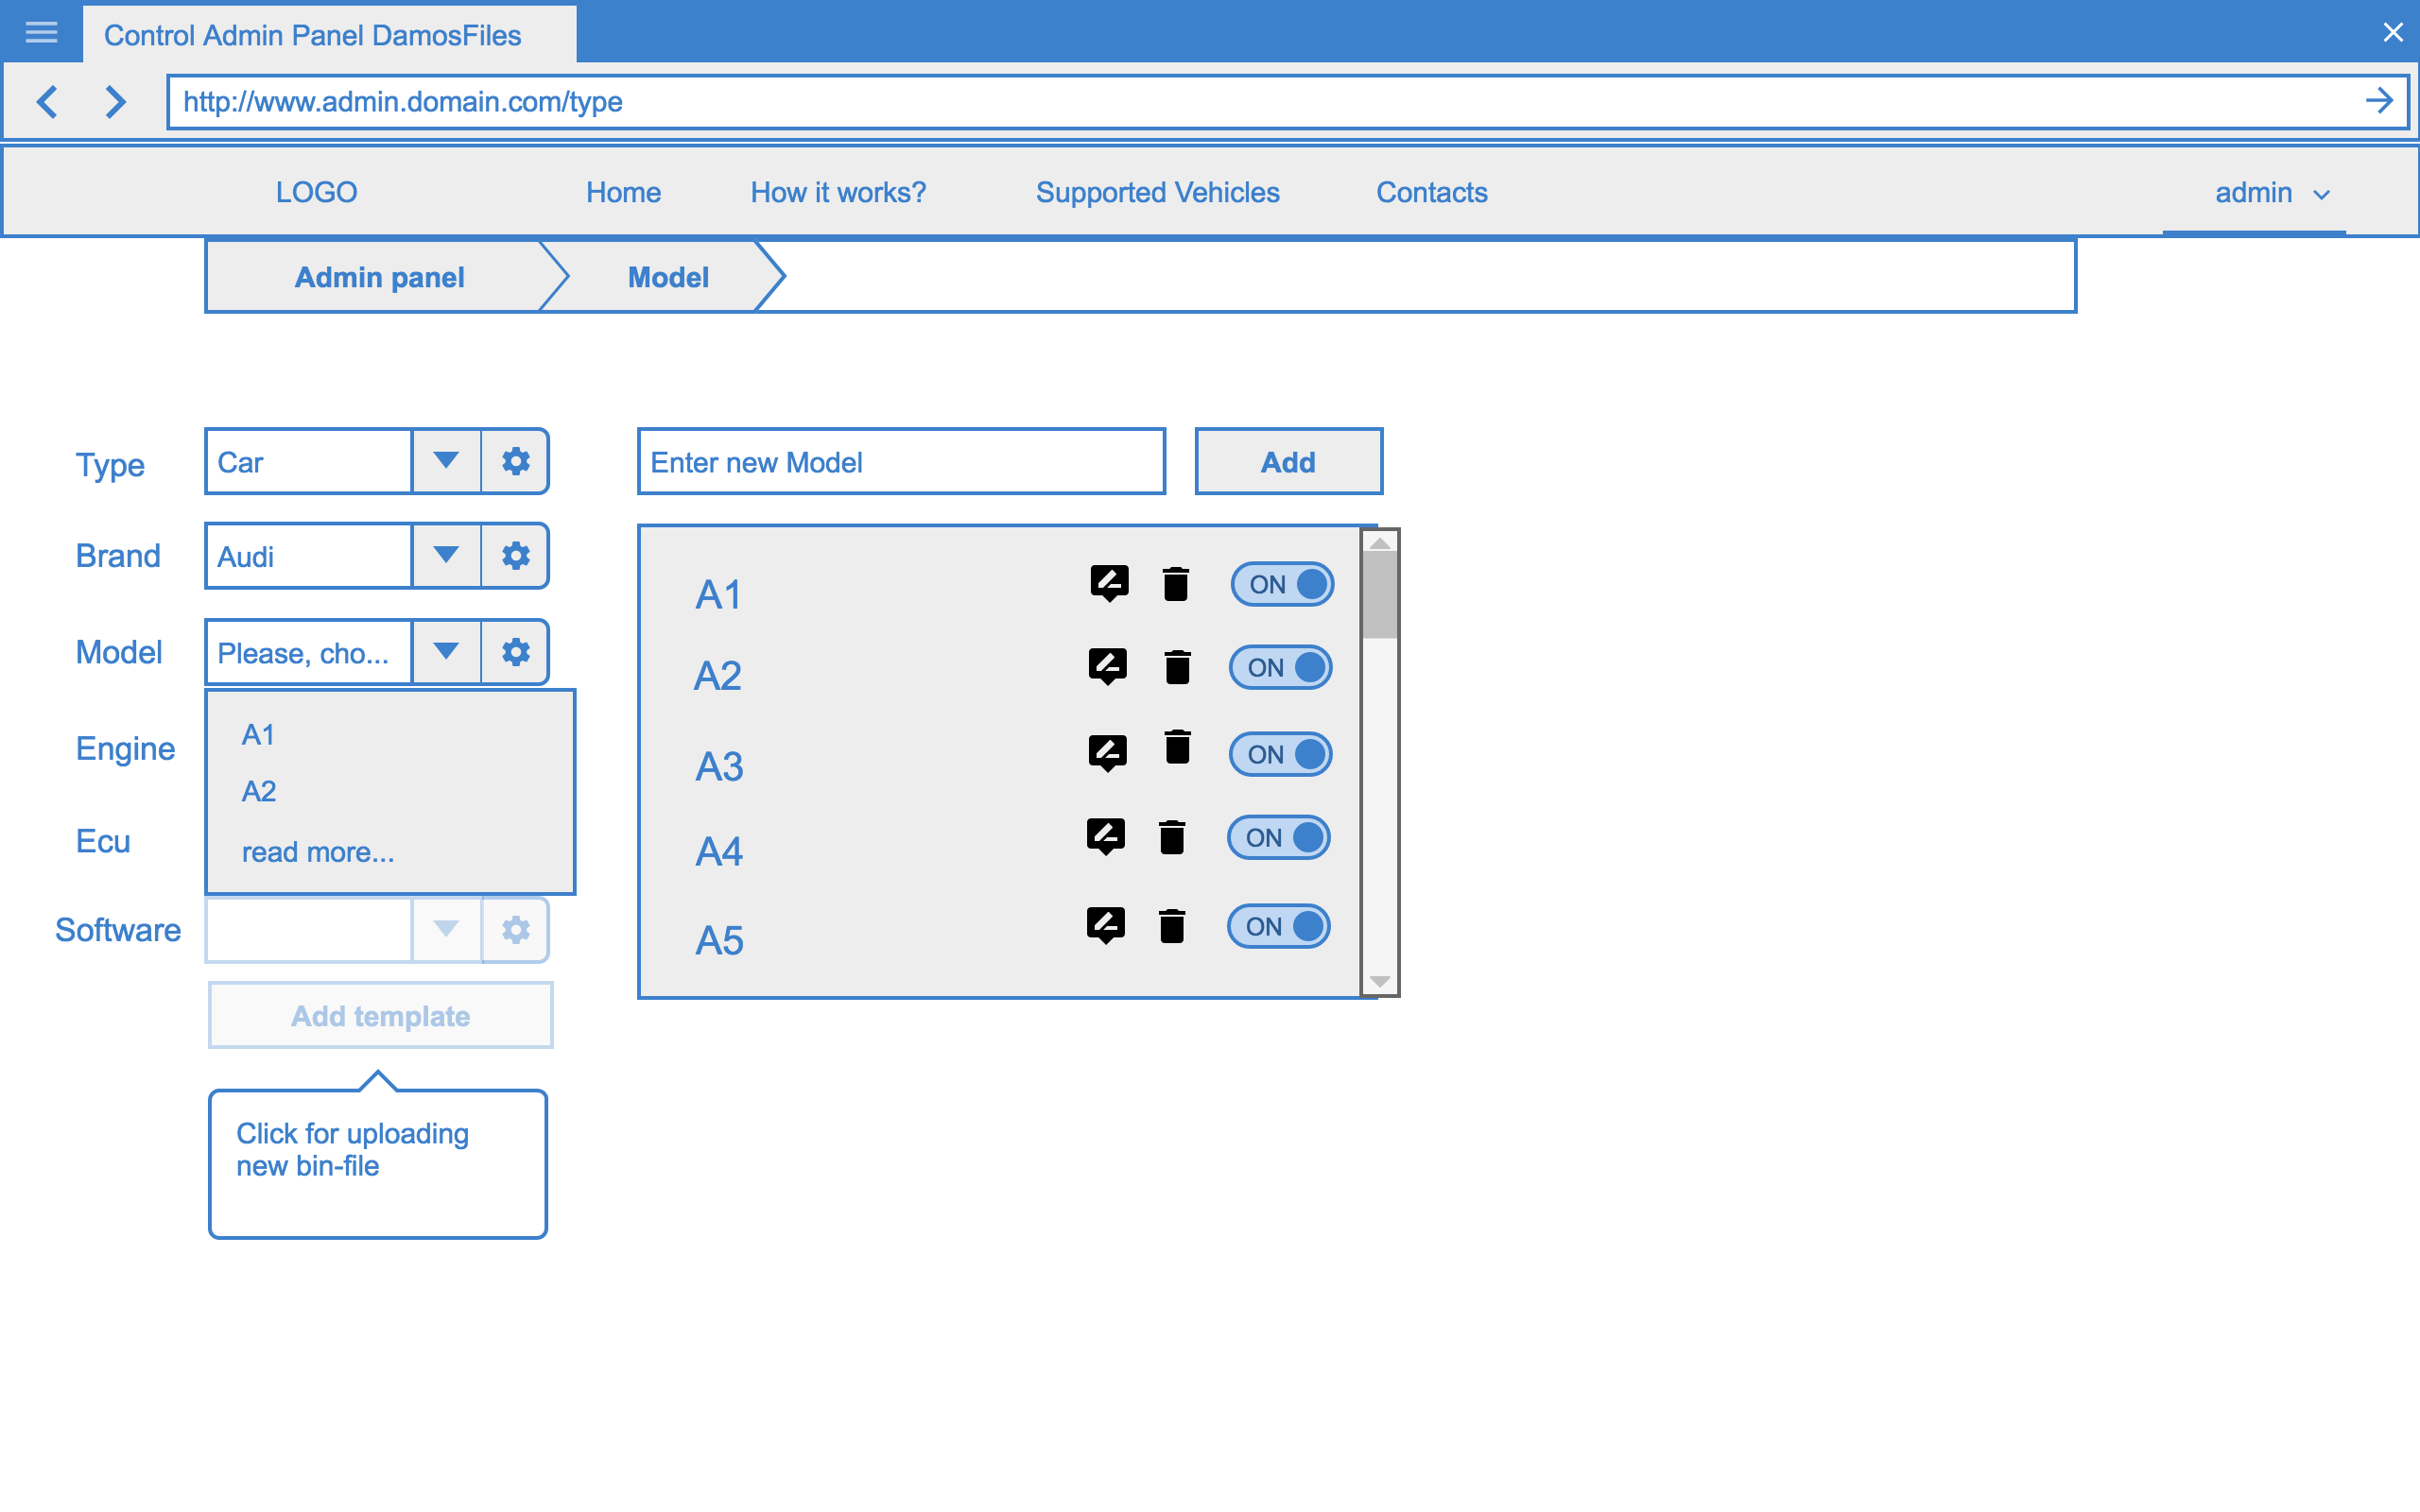 Control Admin Panel DamosFiles
http://www.admin.domain.com/type
LOGO Home How it works? Supported Vehicles Contacts admin
Admin panel Model
Type Car Enter new Model Add
Brand Audi
A1 ON
Model Please, cho...
A2 ON
A1
Engine
A3 ON
A2
Ecu
read more...
A4 ON
Software
A5 ON
Add template
Click for uploading
new bin-file